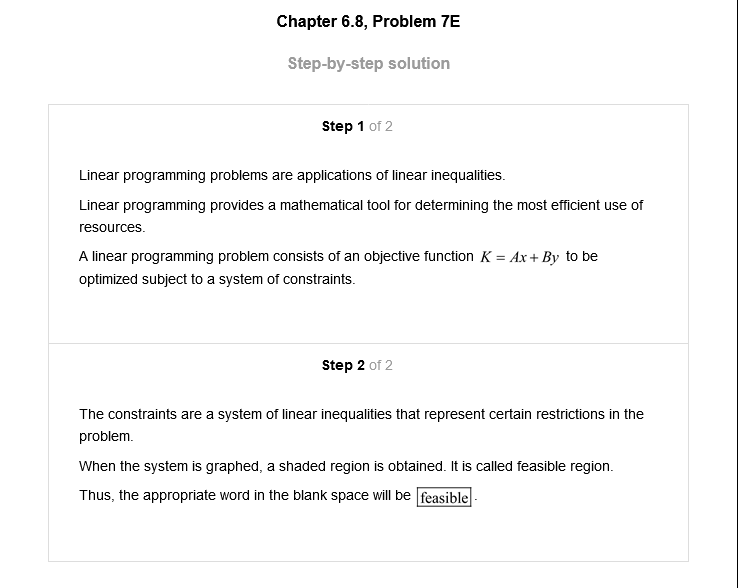 Chapter 6.8, Problem 7E
Step-by-step solution
Step 1 of 2
Linear programming problems are applications of linear inequalities.
Linear programming provides a mathematical tool for determining the most efficient use of
resources.
A linear programming problem consists of an objective function K = Ax + By to be
optimized subject to a system of constraints.
Step 2 of 2
The constraints are a system of linear inequalities that represent certain restrictions in the
problem.
When the system is graphed, a shaded region is obtained. It is called feasible region.
Thus, the appropriate word in the blank space will be feasible.